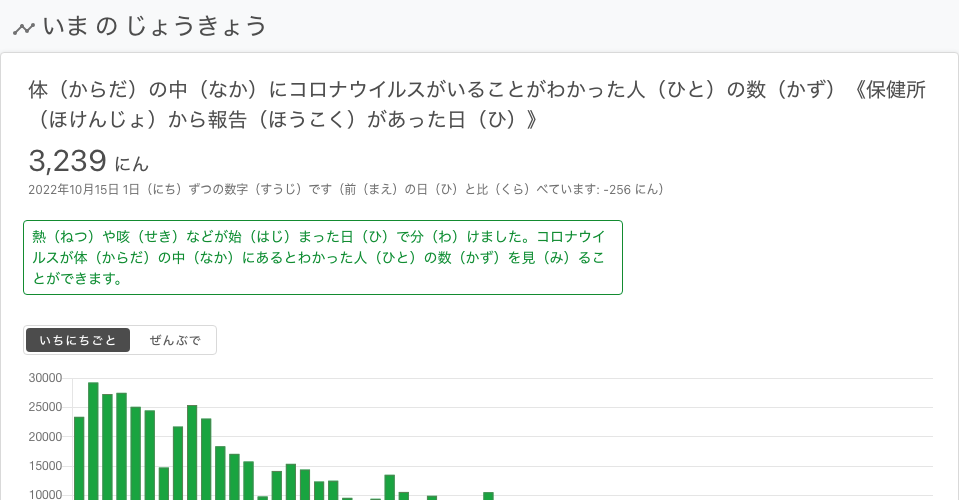 いま の じょうきょう
体（からだ）の中（なか）にコロナウイルスがいることがわかった人（ひと）の数（かず）《保健所
（ほけんじょ）から報告（ほうこく）があった日（ひ）》
3,239 にん
2022年10月15日 1日（にち）ずつの数字（すうじ）です（前（まえ）の日（ひ）と比（くら）べています: -256 にん）
熱（ねつ）や咳（せき）などが始（はじ）まった日（ひ）で分（わ）けました。コロナウイ
ルスが体（からだ）の中（なか）にあるとわかった人（ひと）の数（かず）を見（み）るこ
とができます。
いちにちごと ぜんぶで
30000
25000
20000
15000
10000